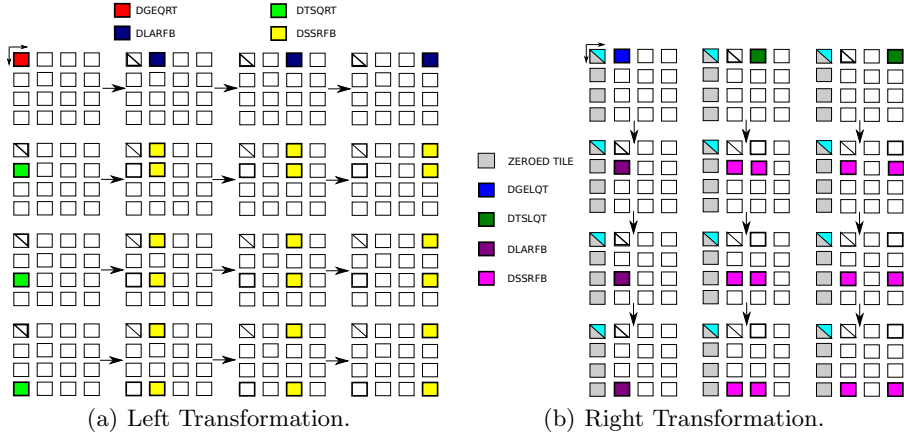 DGEQRT
DTSQRT
DLARFB
DSSRFB
ZEROED TILE
DGELQT
DTSLQT
DLARFB
DSSRFB
(a) Left Transformation.
(b) Right Transformation.